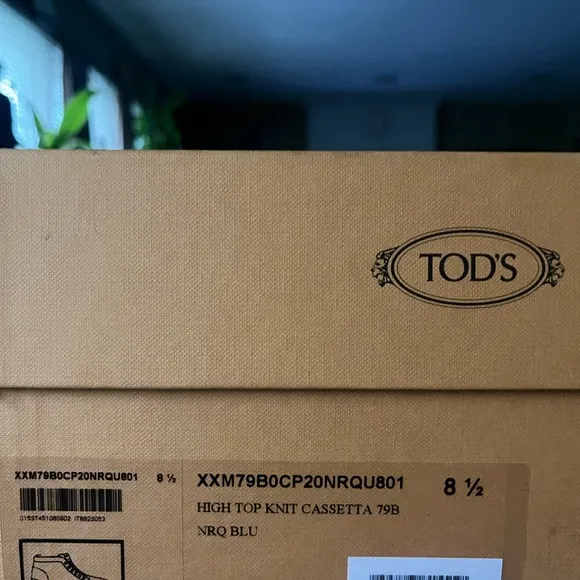 TOD'S
XXM79B0CP20NRQU801 8 ½
XXM79B0CP20NRQU801 8 ½
HIGH TOP KNIT CASSETTA 79B
NRQ BLU